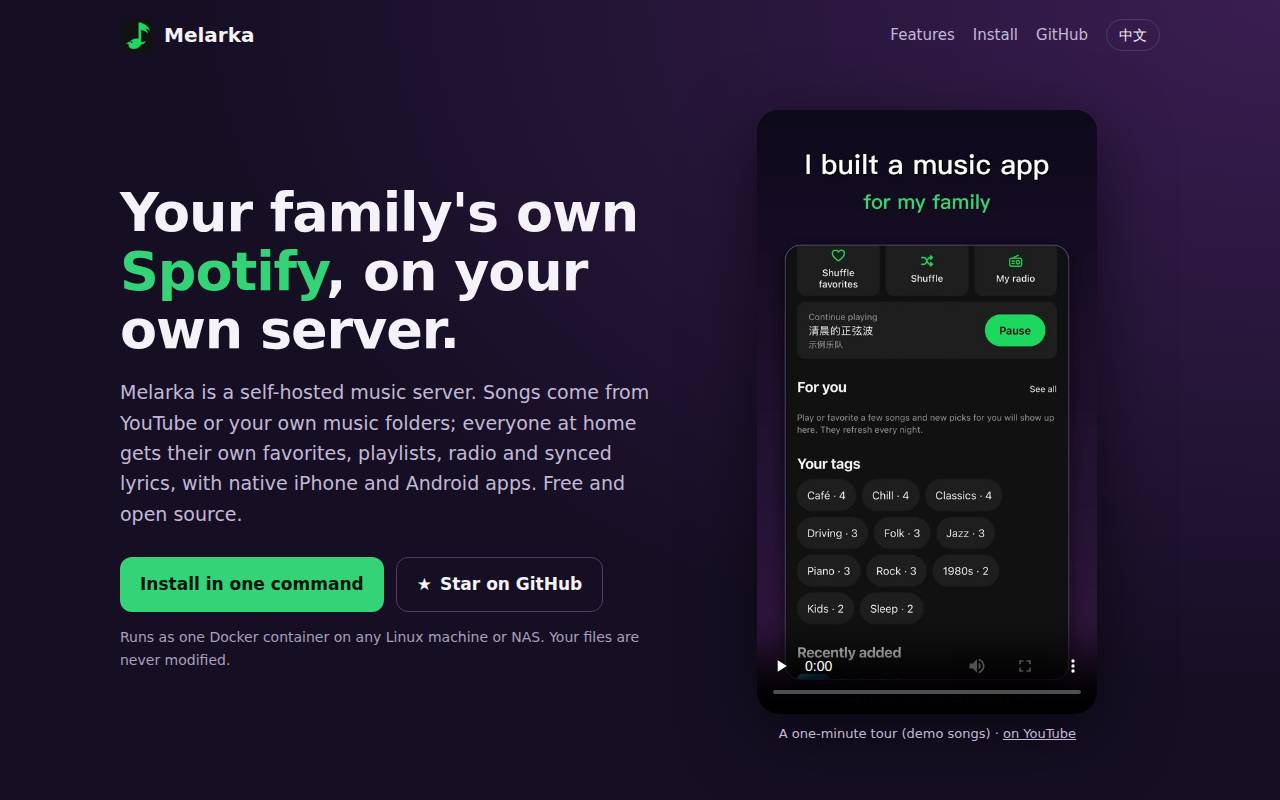 Melarka
Features Install GitHub 中文
Your family's own
Spotify, on your
own server.
Melarka is a self-hosted music server. Songs come from
YouTube or your own music folders; everyone at home
gets their own favorites, playlists, radio and synced
lyrics, with native iPhone and Android apps. Free and
open source.
Install in one command
★ Star on GitHub
Runs as one Docker container on any Linux machine or NAS. Your files are
never modified.
I built a music app
for my family
Shuffle
favorites
Shuffle
My radio
Continue playing
清晨的正弦波
示例乐队
Pause
For you
See all
Play or favorite a few songs and new picks for you will show up
here. They refresh every night.
Your tags
Café · 4 Chill · 4 Classics · 4
Driving · 3 Folk · 3 Jazz · 3
Piano · 3 Rock · 3 1980s · 2
Kids · 2 Sleep · 2
Recently added
0:00
A one-minute tour (demo songs) · on YouTube